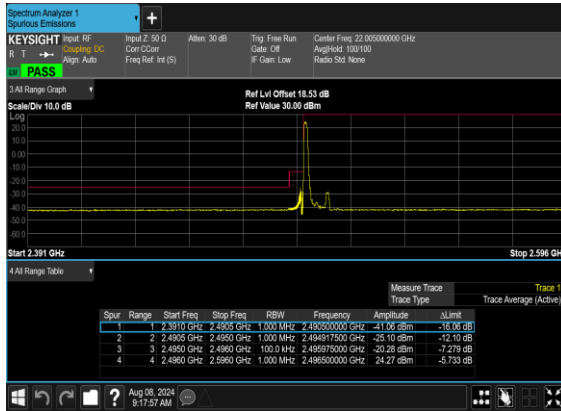 Spectrum Analyzer 1
Spurious Emissions
KEYSIGHT Input: RF Input Z: 50 Ω Atten: 30 dB Trig: Free Run Center Freq: 22.005000000 GHz
R T Coupling: DC Corr CCorr Gate: Off Avg|Hold: 100/100
Align: Auto Freq Ref: Int (S) IF Gain: Low Radio Std: None
LW PASS
3 All Range Graph
Ref Lvl Offset 18.53 dB
Scale/Div 10.0 dB Ref Value 30.00 dBm
Log
20.0
10.0
0.00
-10.0
-20.0
-30.0
-40.0
-50.0
-60.0
Start 2.391 GHz Stop 2.596 GHz
4 All Range Table
Measure Trace Trace 1
Trace Type Trace Average (Active)
Spur Range Start Freq Stop Freq RBW Frequency Amplitude ΔLimit
1 1 2.3910 GHz 2.4905 GHz 1.000 MHz 2.490500000 GHz -41.06 dBm -16.06 dB
2 2 2.4905 GHz 2.4950 GHz 1.000 MHz 2.494917500 GHz -25.10 dBm -12.10 dB
3 3 2.4950 GHz 2.4960 GHz 100.0 kHz 2.495975000 GHz -20.28 dBm -7.279 dB
4 4 2.4960 GHz 2.5960 GHz 1.000 MHz 2.496500000 GHz 24.27 dBm -5.733 dB
Aug 08, 2024
9:17:57 AM